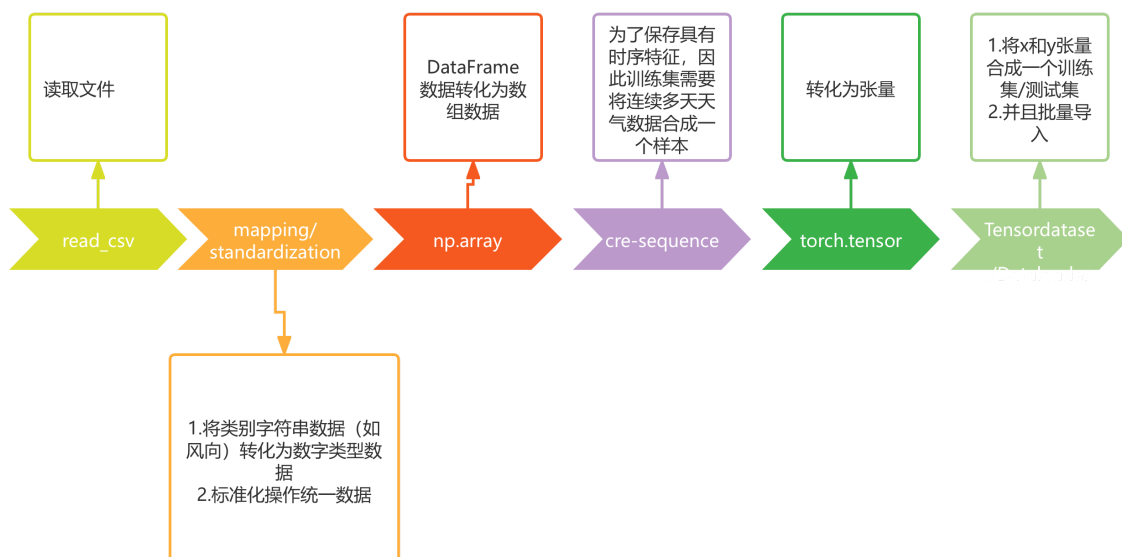 读取文件
DataFrame
数据转化为数
组数据
为了保存具有
时序特征，因
此训练集需要
将连续多天天
气数据合成一
个样本
转化为张量
1.将x和y张量
合成一个训练
集/测试集
2.并且批量导
入
read_csv
mapping/
standardization
np.array
cre-sequence
torch.tensor
Tensordatase
t
1.将类别字符串数据（如
风向）转化为数字类型数
据
2.标准化操作统一数据